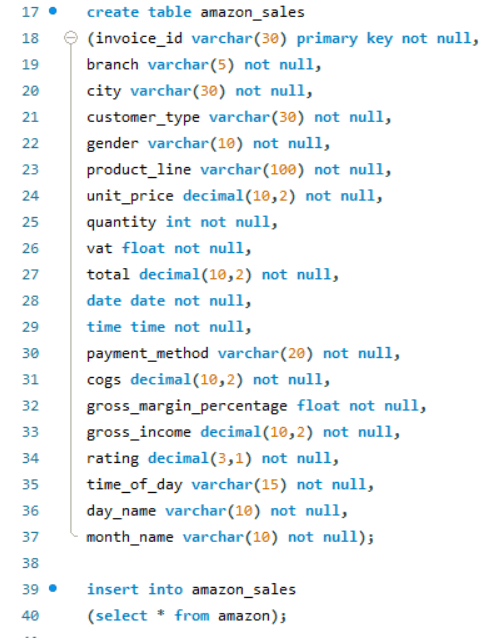 17 create table amazon_sales
18 (invoice_id varchar(30) primary key not null,
19 branch varchar(5) not null,
20 city varchar(30) not null,
21 customer_type varchar(30) not null,
22 gender varchar(10) not null,
23 product_line varchar(100) not null,
24 unit_price decimal(10,2) not null,
25 quantity int not null,
26 vat float not null,
27 total decimal(10,2) not null,
28 date date not null,
29 time time not null,
30 payment_method varchar(20) not null,
31 cogs decimal(10,2) not null,
32 gross_margin_percentage float not null,
33 gross_income decimal(10,2) not null,
34 rating decimal(3,1) not null,
35 time_of_day varchar(15) not null,
36 day_name varchar(10) not null,
37 month_name varchar(10) not null);
38
39 insert into amazon_sales
40 (select * from amazon);